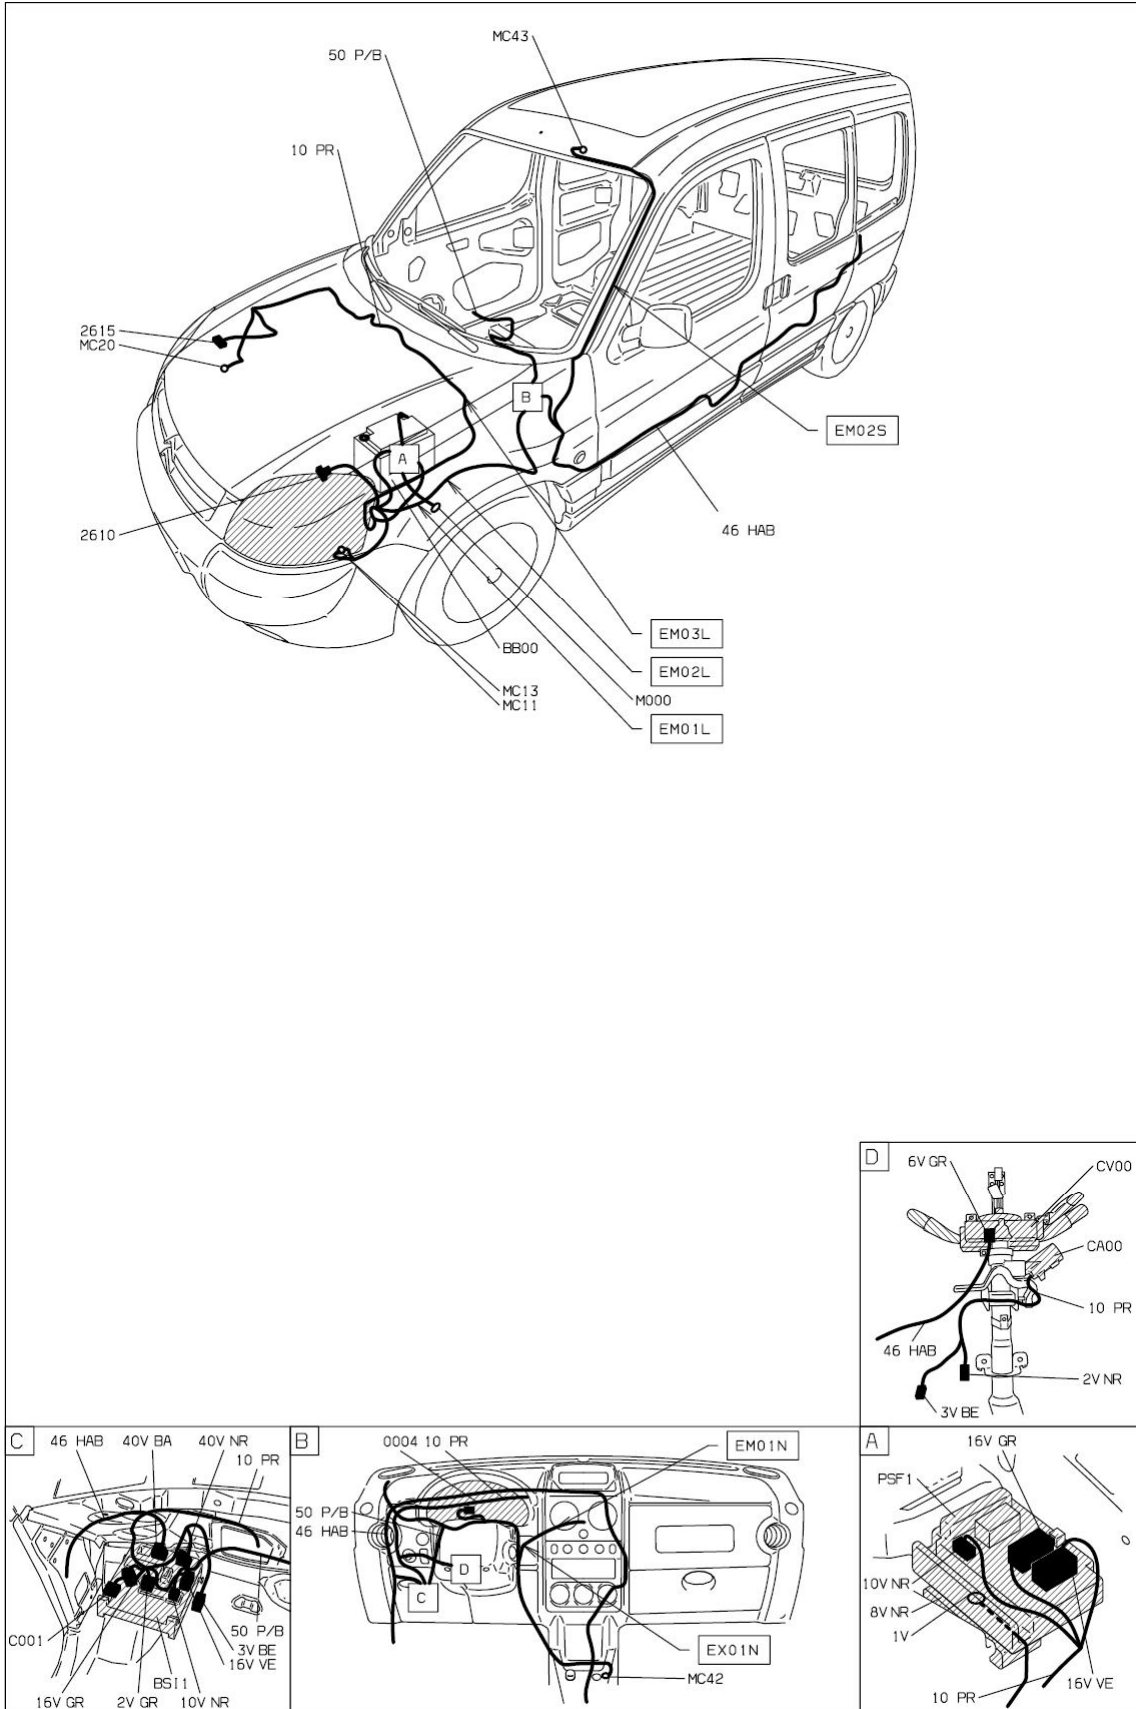 MC43
50 P/B
10 PR
2615
MC20
B
EM02S
A
46 HAB
2610
EM03L
BB00
EM02L
MC13
M000
MC11
EM01L
D
6V GR
CV00
CA00
10 PR
46 HAB
2V NR
3V BE
C
46 HAB
40V BA
40V NR
10 PR
C001
50 P/B
3V BE
16V VE
BSI1
16V GR
2V GR
10V NR
B
0004 10 PR
EM01N
50 P/B
46 HAB
D
C
EX01N
MC42
A
16V GR
PSF1
10V NR
8V NR
1V
16V VE
10 PR